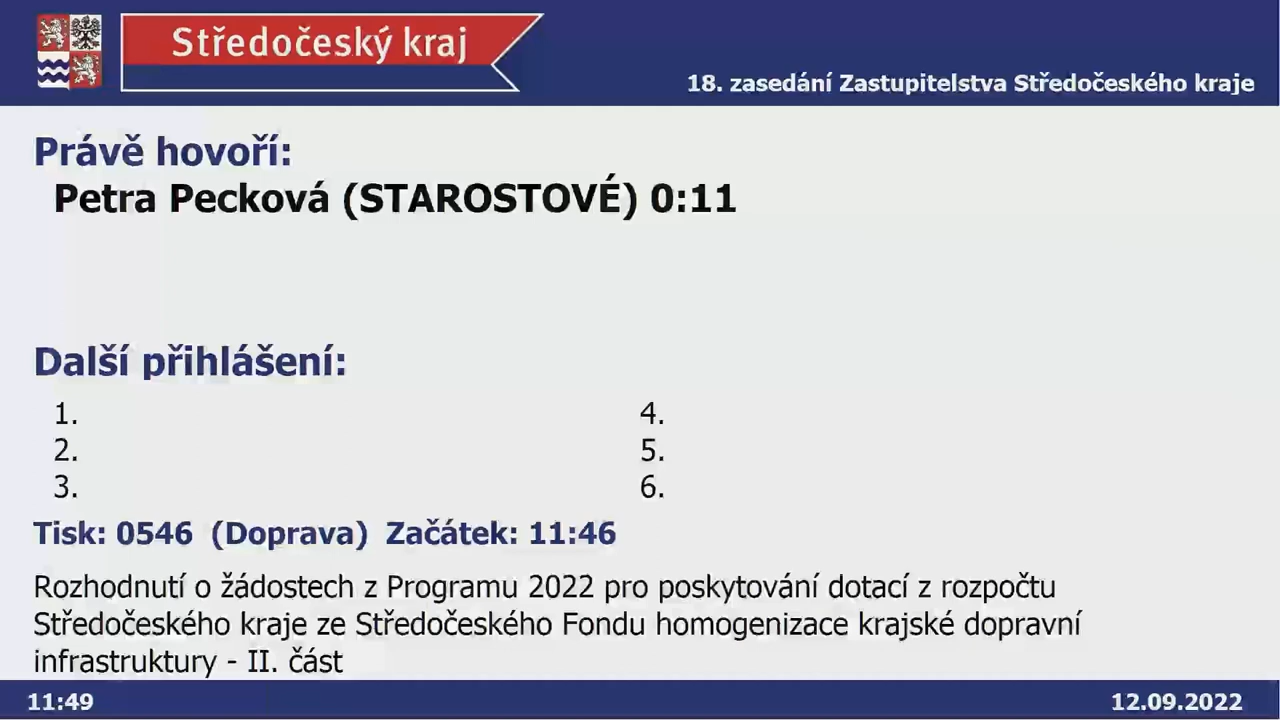 Středočeský kraj
18. zasedání Zastupitelstva Středočeského kraje
Právě hovoří:
Petra Pecková (STAROSTOVÉ) 0:11
Další přihlášení:
1.
2.
3.
4.
5.
6.
Tisk: 0546 (Doprava) Začátek: 11:46
Rozhodnutí o žádostech z Programu 2022 pro poskytování dotací z rozpočtu
Středočeského kraje ze Středočeského Fondu homogenizace krajské dopravní
infrastruktury - II. část
11:49
12.09.2022